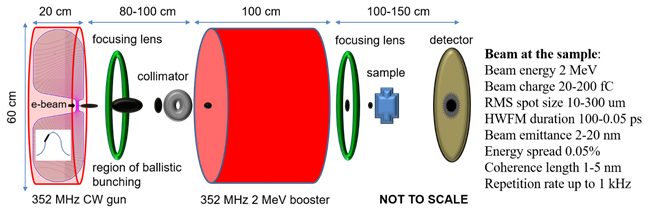 20 cm
80-100 cm
100 cm
100-150 cm
focusing lens
focusing lens
detector
collimator
sample
e-beam
60 cm
region of ballistic
bunching
352 MHz CW gun
352 MHz 2 MeV booster
NOT TO SCALE
Beam at the sample:
Beam energy 2 MeV
Beam charge 20-200 fC
RMS spot size 10-300 um
HWFM duration 100-0.05 ps
Beam emittance 2-20 nm
Energy spread 0.05%
Coherence length 1-5 nm
Repetition rate up to 1 kHz